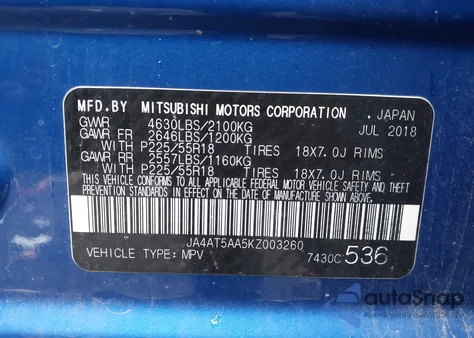 MFD.BY MITSUBISHI MOTORS CORPORATION , JAPAN
GVWR 4630LBS/2100KG JUL 2018
GAWR FR 2646LBS/1200KG
WITH P225/55R18 TIRES 18X7.0J RIMS
GAWR RR 2557LBS/1160KG
WITH P225/55R18 TIRES 18X7.0J RIMS
THIS VEHICLE CONFORMS TO ALL APPLICABLE FEDERAL MOTOR VEHICLE SAFETY AND
THEFT PREVENTION STANDARDS IN EFFECT ON THE DATE OF MANUFACTURE SHOWN ABOVE.
JA4AT5AA5KZ003260
VEHICLE TYPE: MPV 7430C 536
autoSnap